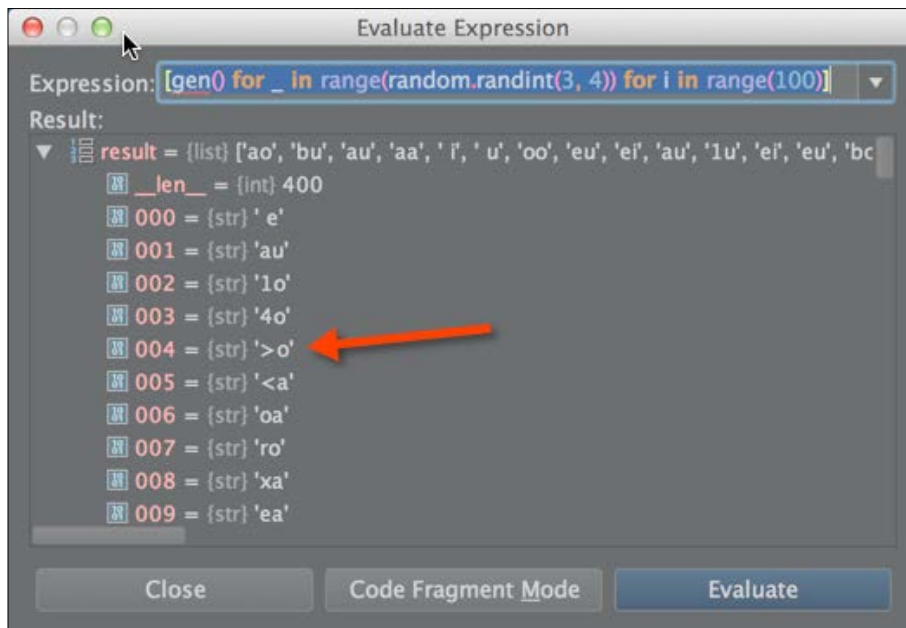 Evaluate Expression
Expression: [gen() for _ in range(random.randint(3, 4)) for i in range(100)]
Result:
result = {list} ['ao', 'bu', 'au', 'aa', ' i', ' u', 'oo', 'eu', 'ei', 'au', '1u', 'ei', 'eu', 'bc
__len__ = {int} 400
000 = {str} ' e'
001 = {str} 'au'
002 = {str} '1o'
003 = {str} '4o'
004 = {str} '>o'
005 = {str} '<a'
006 = {str} 'oa'
007 = {str} 'ro'
008 = {str} 'xa'
009 = {str} 'ea'
Close Code Fragment Mode Evaluate